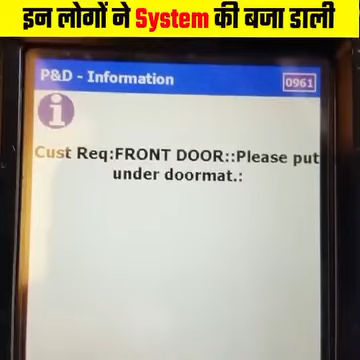 इन लोगों ने System की बजा डाली
P&D - Information
0961
i
Cust Req:FRONT DOOR::Please put
under doormat.: